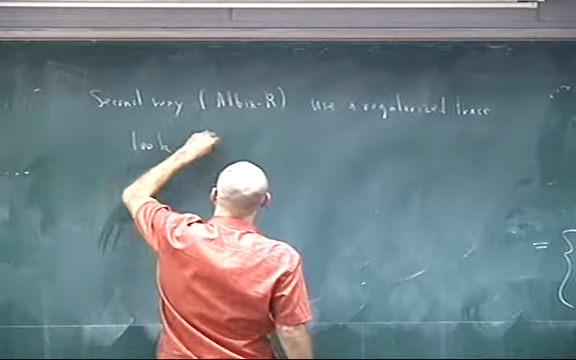 Second way (Albin-R) use a regularized trace
look
=